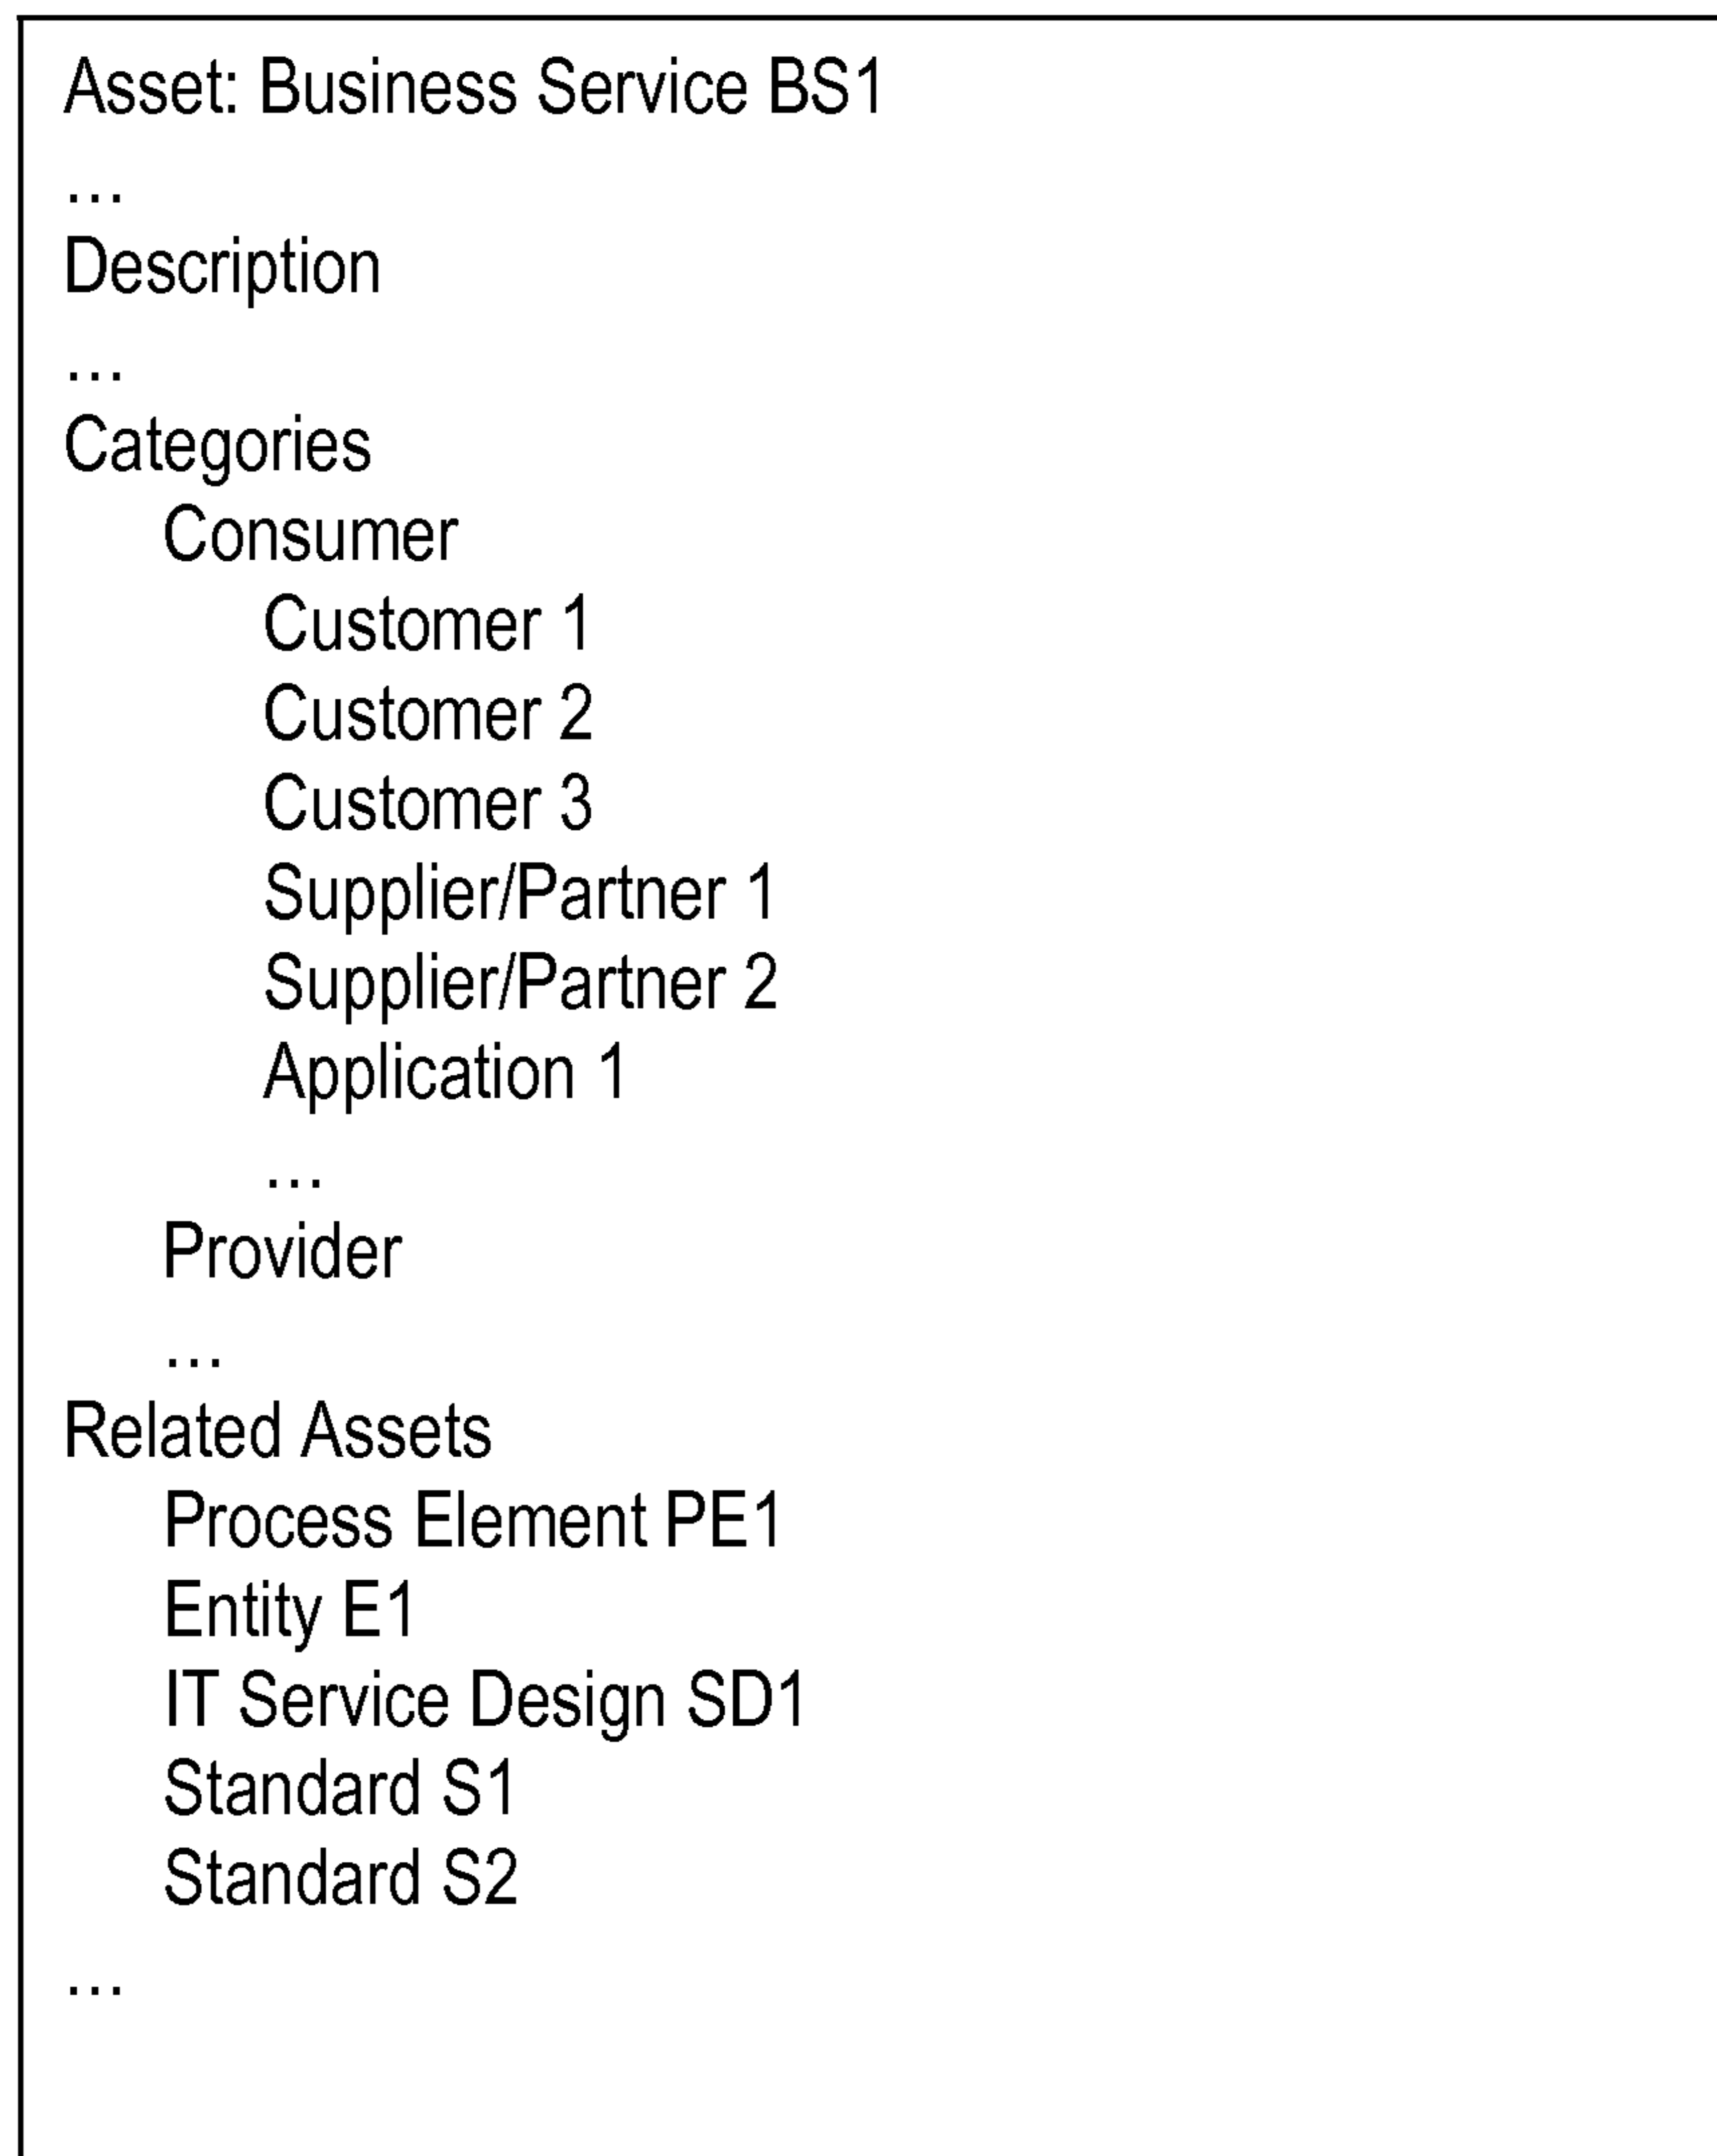 Asset: Business Service BS1
...
Description
...
Categories
Consumer
Customer 1
Customer 2
Customer 3
Supplier/Partner 1
Supplier/Partner 2
Application 1
...
Provider
...
Related Assets
Process Element PE1
Entity E1
IT Service Design SD1
Standard S1
Standard S2
...